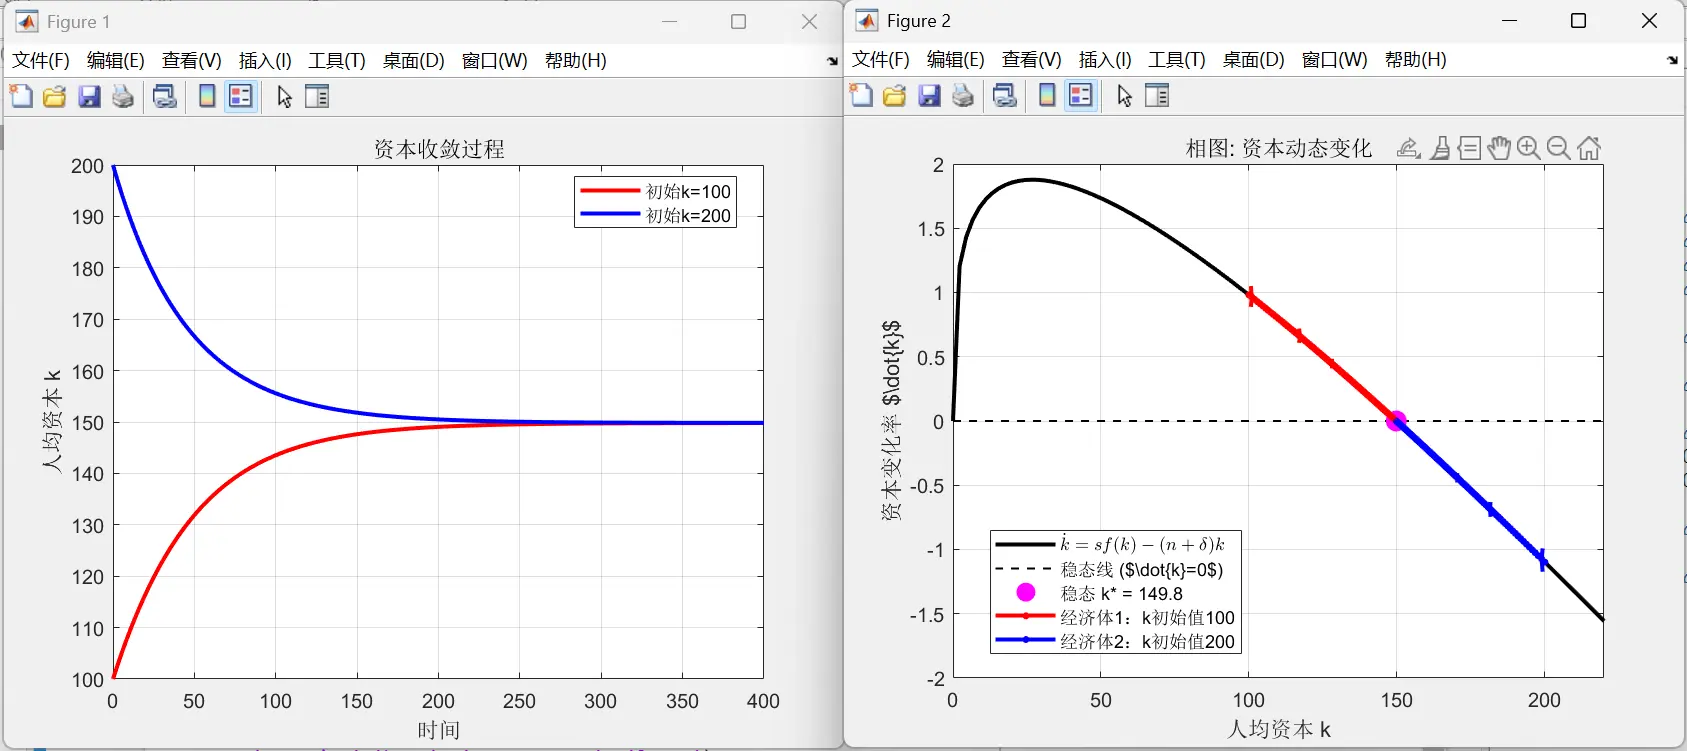 Figure 1
文件(F) 编辑(E) 查看(V) 插入(I) 工具(T) 桌面(D) 窗口(W) 帮助(H)
资本收敛过程
初始k=100
初始k=200
200
190
180
170
160
150
140
130
120
110
100
人均资本 k
0 50 100 150 200 250 300 350 400
时间
Figure 2
文件(F) 编辑(E) 查看(V) 插入(I) 工具(T) 桌面(D) 窗口(W) 帮助(H)
相图: 资本动态变化
2
1.5
1
0.5
0
-0.5
-1
-1.5
-2
资本变化率 $\dot{k}$
k̇ = sf(k) − (n + δ)k
稳态线 ($\dot{k}=0$)
稳态 k* = 149.8
经济体1：k初始值100
经济体2：k初始值200
0 50 100 150 200
人均资本 k